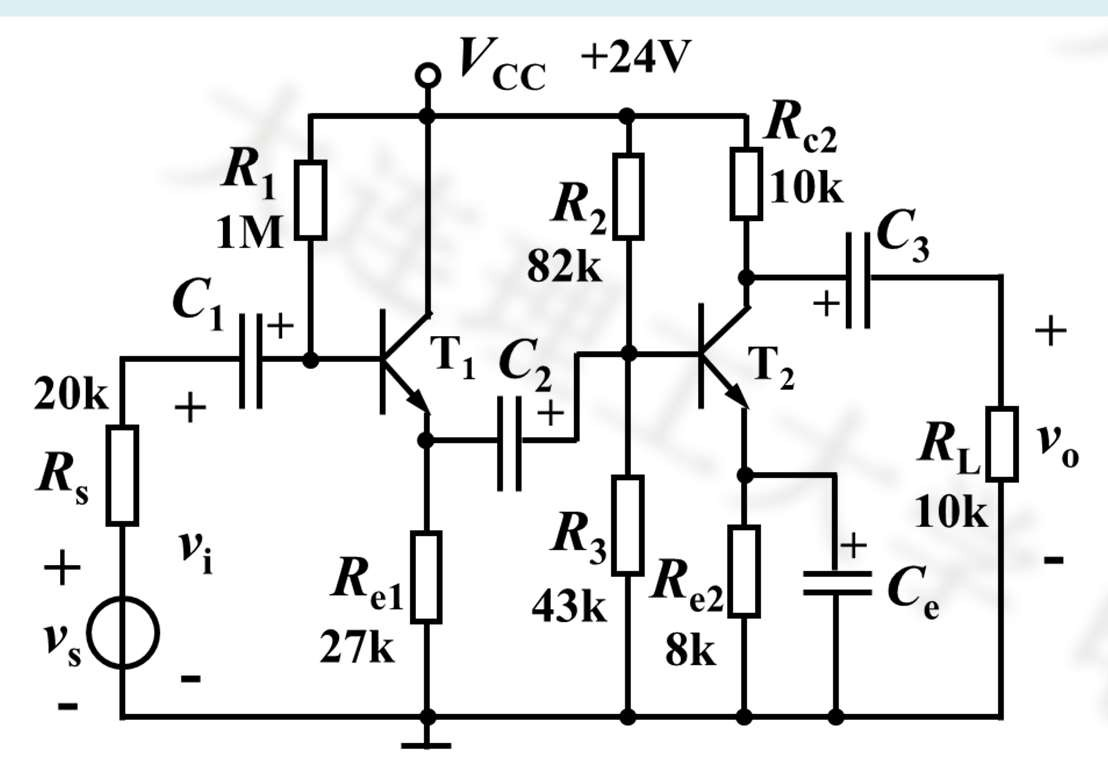 V_CC +24V
R_1
1M
R_2
82k
R_c2
10k
C_1
+
C_3
+
T_1
C_2
+
T_2
20k
R_s
+
v_i
-
+
v_s
-
R_e1
27k
R_3
43k
R_e2
8k
+
C_e
R_L
10k
+
v_o
-